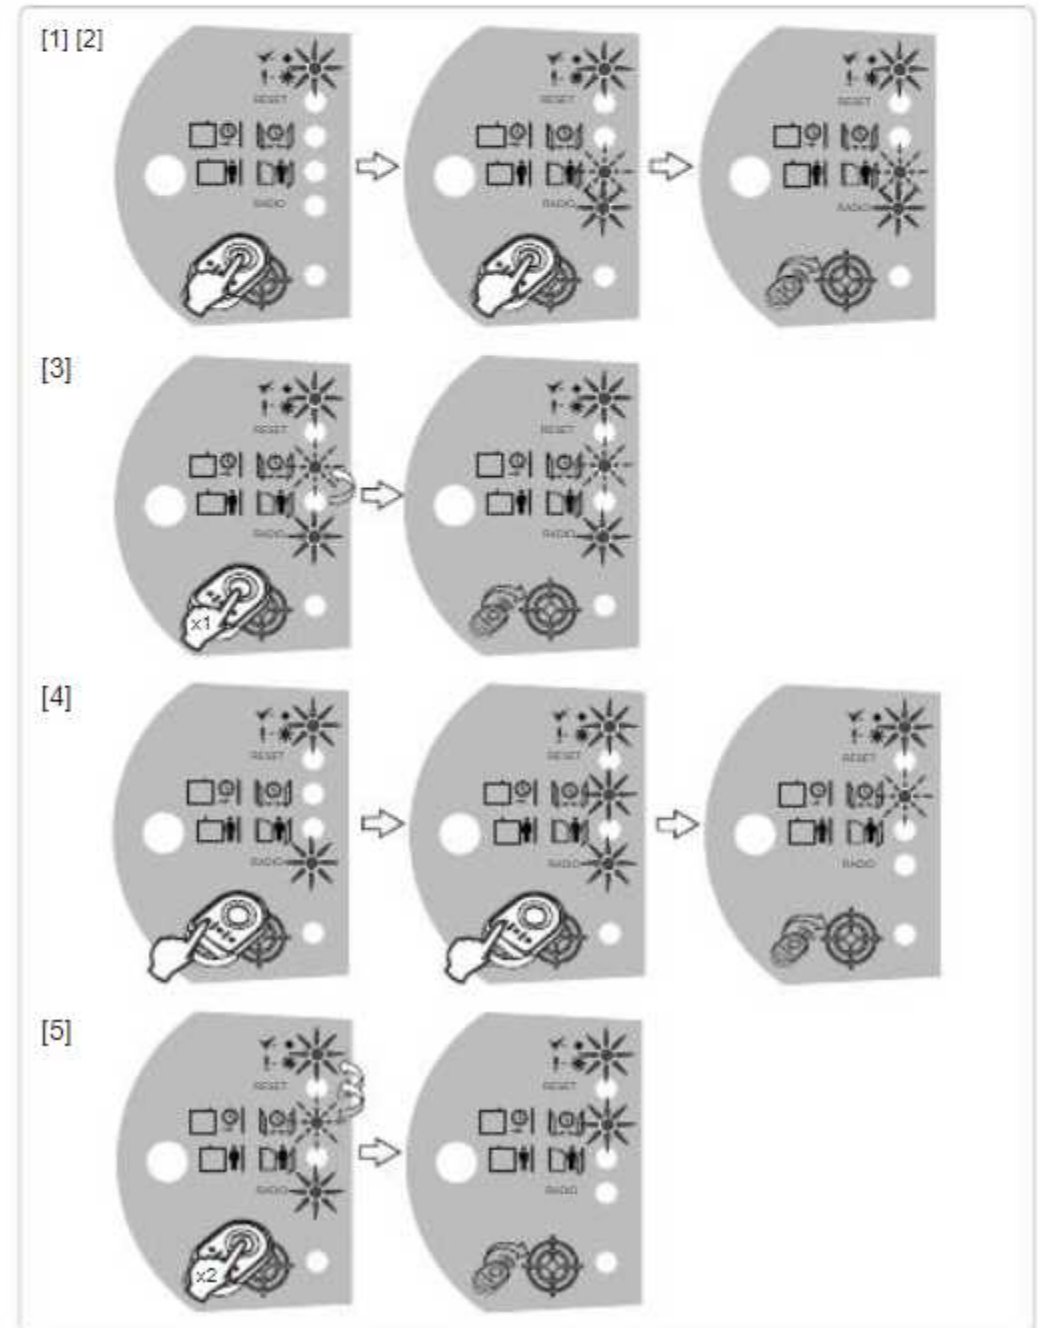 [1] [2]
RESET RESET RESET
RADIO RADIO RADIO
[3]
RESET RESET
RADIO RADIO
x1
[4]
RESET RESET RESET
RADIO RADIO RADIO
[5]
RESET RESET
RADIO RADIO
x2